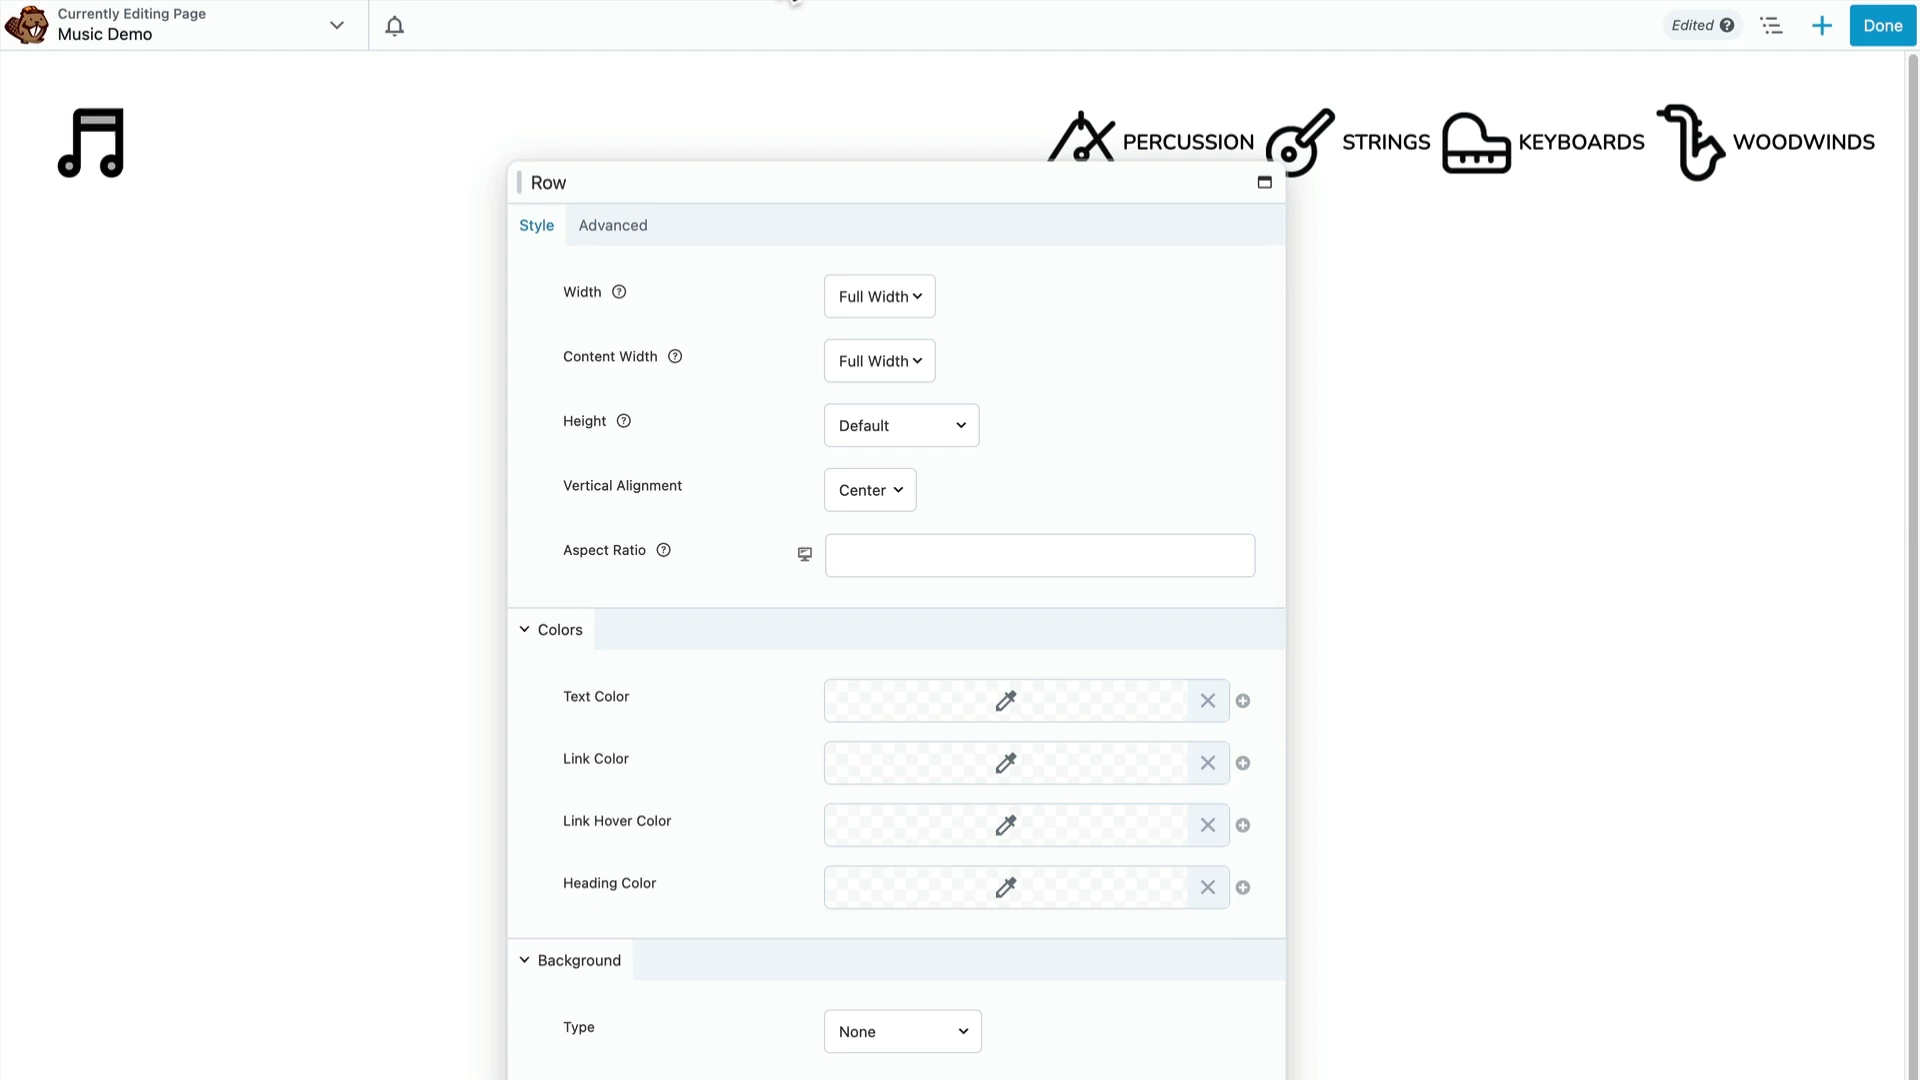 Currently Editing Page
Music Demo
Edited
Done
PERCUSSION
STRINGS
KEYBOARDS
WOODWINDS
Row
Style
Advanced
Width
Full Width
Content Width
Full Width
Height
Default
Vertical Alignment
Center
Aspect Ratio
Colors
Text Color
Link Color
Link Hover Color
Heading Color
Background
Type
None